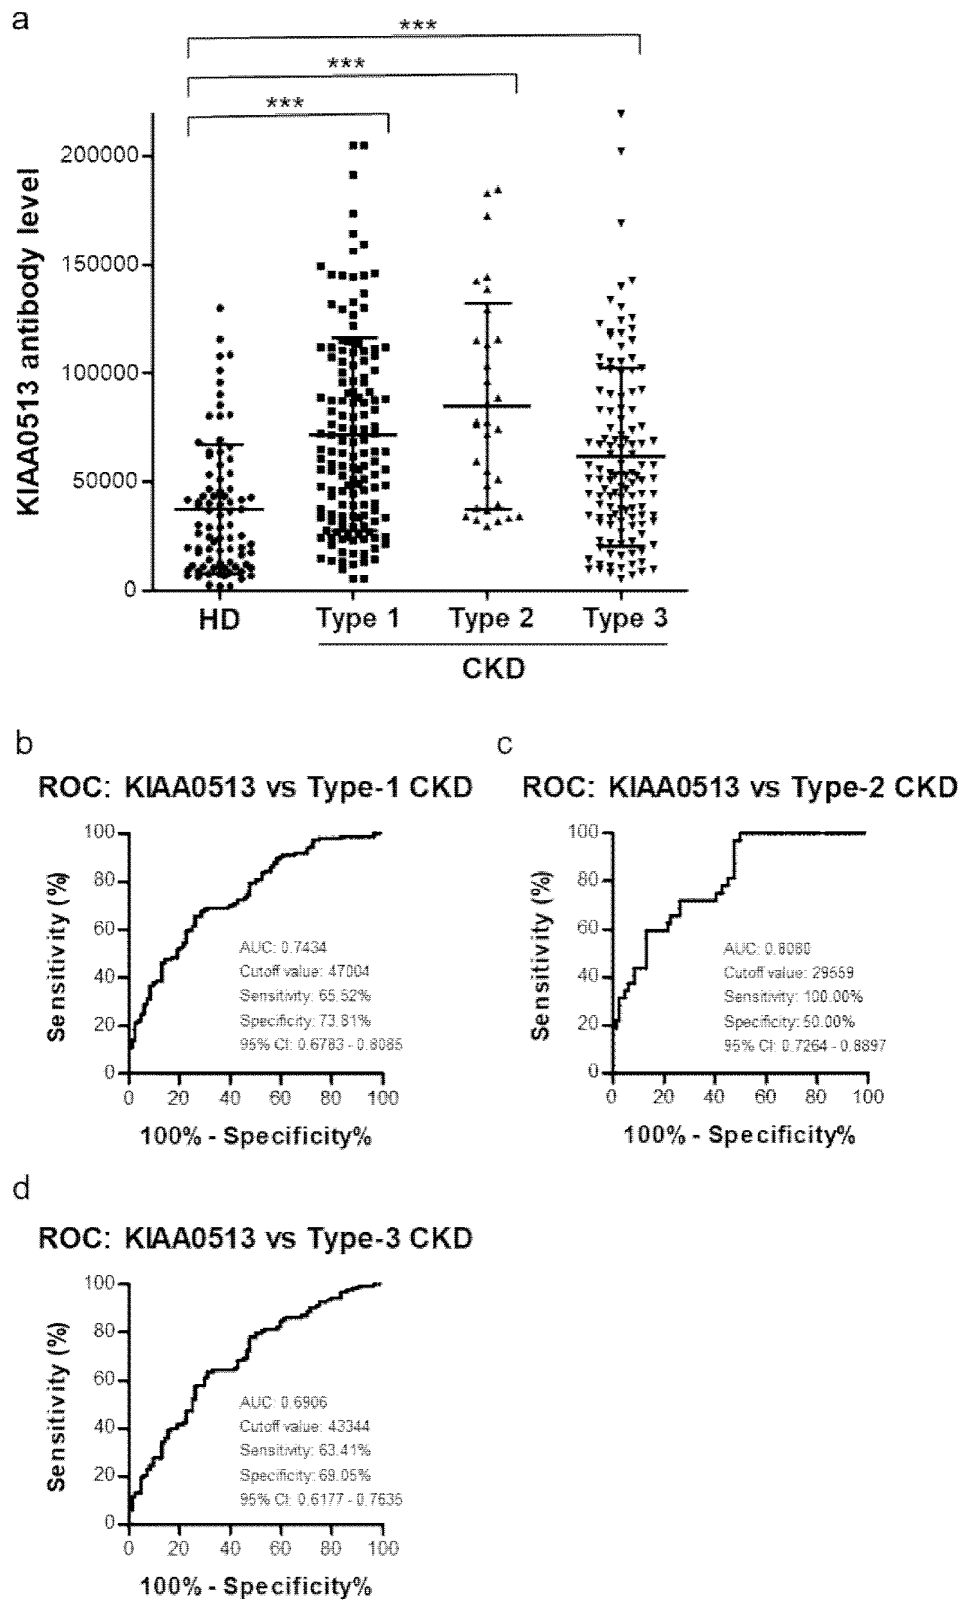 a
***
***
***
KIAA0513 antibody level
200000
150000
100000
50000
0
HD
Type 1
Type 2
Type 3
CKD
b
ROC: KIAA0513 vs Type-1 CKD
Sensitivity (%)
100
80
60
40
20
0
AUC: 0.7434
Cutoff value: 47004
Sensitivity: 65.52%
Specificity: 73.81%
95% CI: 0.6783 - 0.8085
0 20 40 60 80 100
100% - Specificity%
c
ROC: KIAA0513 vs Type-2 CKD
Sensitivity (%)
100
80
60
40
20
0
AUC: 0.8080
Cutoff value: 29559
Sensitivity: 100.00%
Specificity: 50.00%
95% CI: 0.7264 - 0.8897
0 20 40 60 80 100
100% - Specificity%
d
ROC: KIAA0513 vs Type-3 CKD
Sensitivity (%)
100
80
60
40
20
0
AUC: 0.6906
Cutoff value: 43344
Sensitivity: 63.41%
Specificity: 69.05%
95% CI: 0.6177 - 0.7635
0 20 40 60 80 100
100% - Specificity%